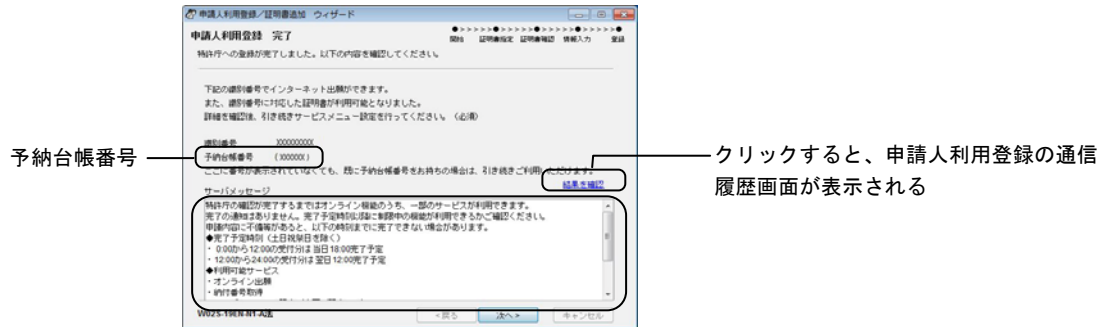 申請人利用登録／証明書追加 ウィザード
申請人利用登録 完了
●>>>>>●>>>>>●>>>>>●>>>>>●
開始 証明書指定 証明書確認 情報入力 登録
特許庁への登録が完了しました。以下の内容を確認してください。
下記の識別番号でインターネット出願ができます。
また、識別番号に対応した証明書が利用可能となりました。
詳細を確認後、引き続きサービスメニュー設定を行ってください。（必須）
識別番号 XXXXXXXXX
予納台帳番号 （XXXXXX）
ここに番号が表示されていなくても、既に予納台帳番号をお持ちの場合は、引き続きご利用いただけます。
結果を確認
サーバメッセージ
特許庁の確認が完了するまではオンライン機能のうち、一部のサービスが利用できます。
完了の通知はありません。完了予定時刻以降に制限中の機能が利用できるかご確認ください。
申請内容に不備等があると、以下の時刻までに完了できない場合があります。
◆完了予定時刻（土日祝祭日を除く）
・ 0:00から12:00の受付分は当日18:00完了予定
・ 12:00から24:00の受付分は翌日12:00完了予定
◆利用可能サービス
・オンライン出願
・納付番号取得
W02S-19EN-N1-A法
<戻る 次へ> キャンセル
予納台帳番号
クリックすると、申請人利用登録の通信
履歴画面が表示される